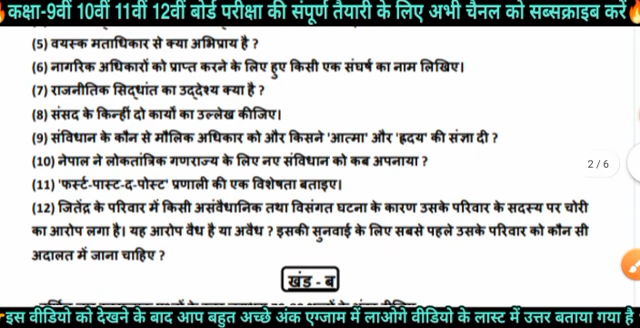 कक्षा-9वीं 10वीं 11वीं 12वीं बोर्ड परीक्षा की संपूर्ण तैयारी के लिए अभी चैनल को सब्सक्राइब करें
(5) वयस्क मताधिकार से क्या अभिप्राय है ?
(6) नागरिक अधिकारों को प्राप्त करने के लिए हुए किसी एक संघर्ष का नाम लिखिए।
(7) राजनीतिक सिद्धांत का उद्देश्य क्या है ?
(8) संसद के किन्हीं दो कार्यों का उल्लेख कीजिए।
(9) संविधान के कौन से मौलिक अधिकार को और किसने 'आत्मा' और 'हृदय' की संज्ञा दी ?
(10) नेपाल ने लोकतांत्रिक गणराज्य के लिए नए संविधान को कब अपनाया ?
2 / 6
(11) 'फर्स्ट-पास्ट-द-पोस्ट' प्रणाली की एक विशेषता बताइए।
(12) जितेंद्र के परिवार में किसी असंवैधानिक तथा विसंगत घटना के कारण उसके परिवार के सदस्य पर चोरी
का आरोप लगा है। यह आरोप वैध है या अवैध ? इसकी सुनवाई के लिए सबसे पहले उसके परिवार को कौन सी
अदालत में जाना चाहिए ?
खंड - ब
इस वीडियो को देखने के बाद आप बहुत अच्छे अंक एग्जाम में लाओगे वीडियो के लास्ट में उत्तर बताया गया है